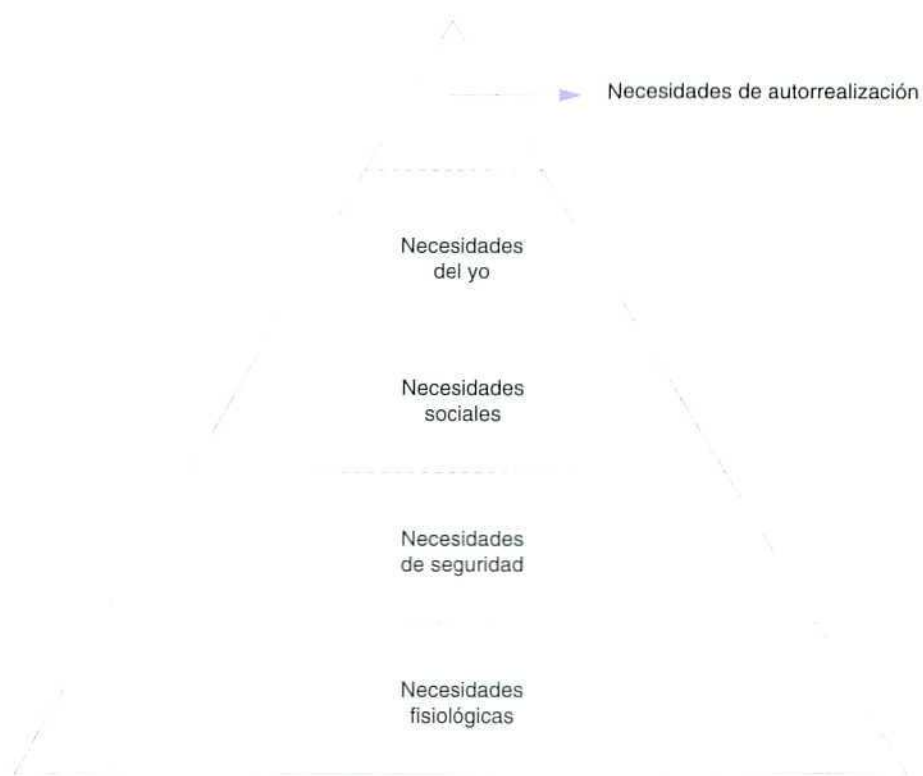 Necesidades de autorrealización
Necesidades
del yo
Necesidades
sociales
Necesidades
de seguridad
Necesidades
fisiológicas